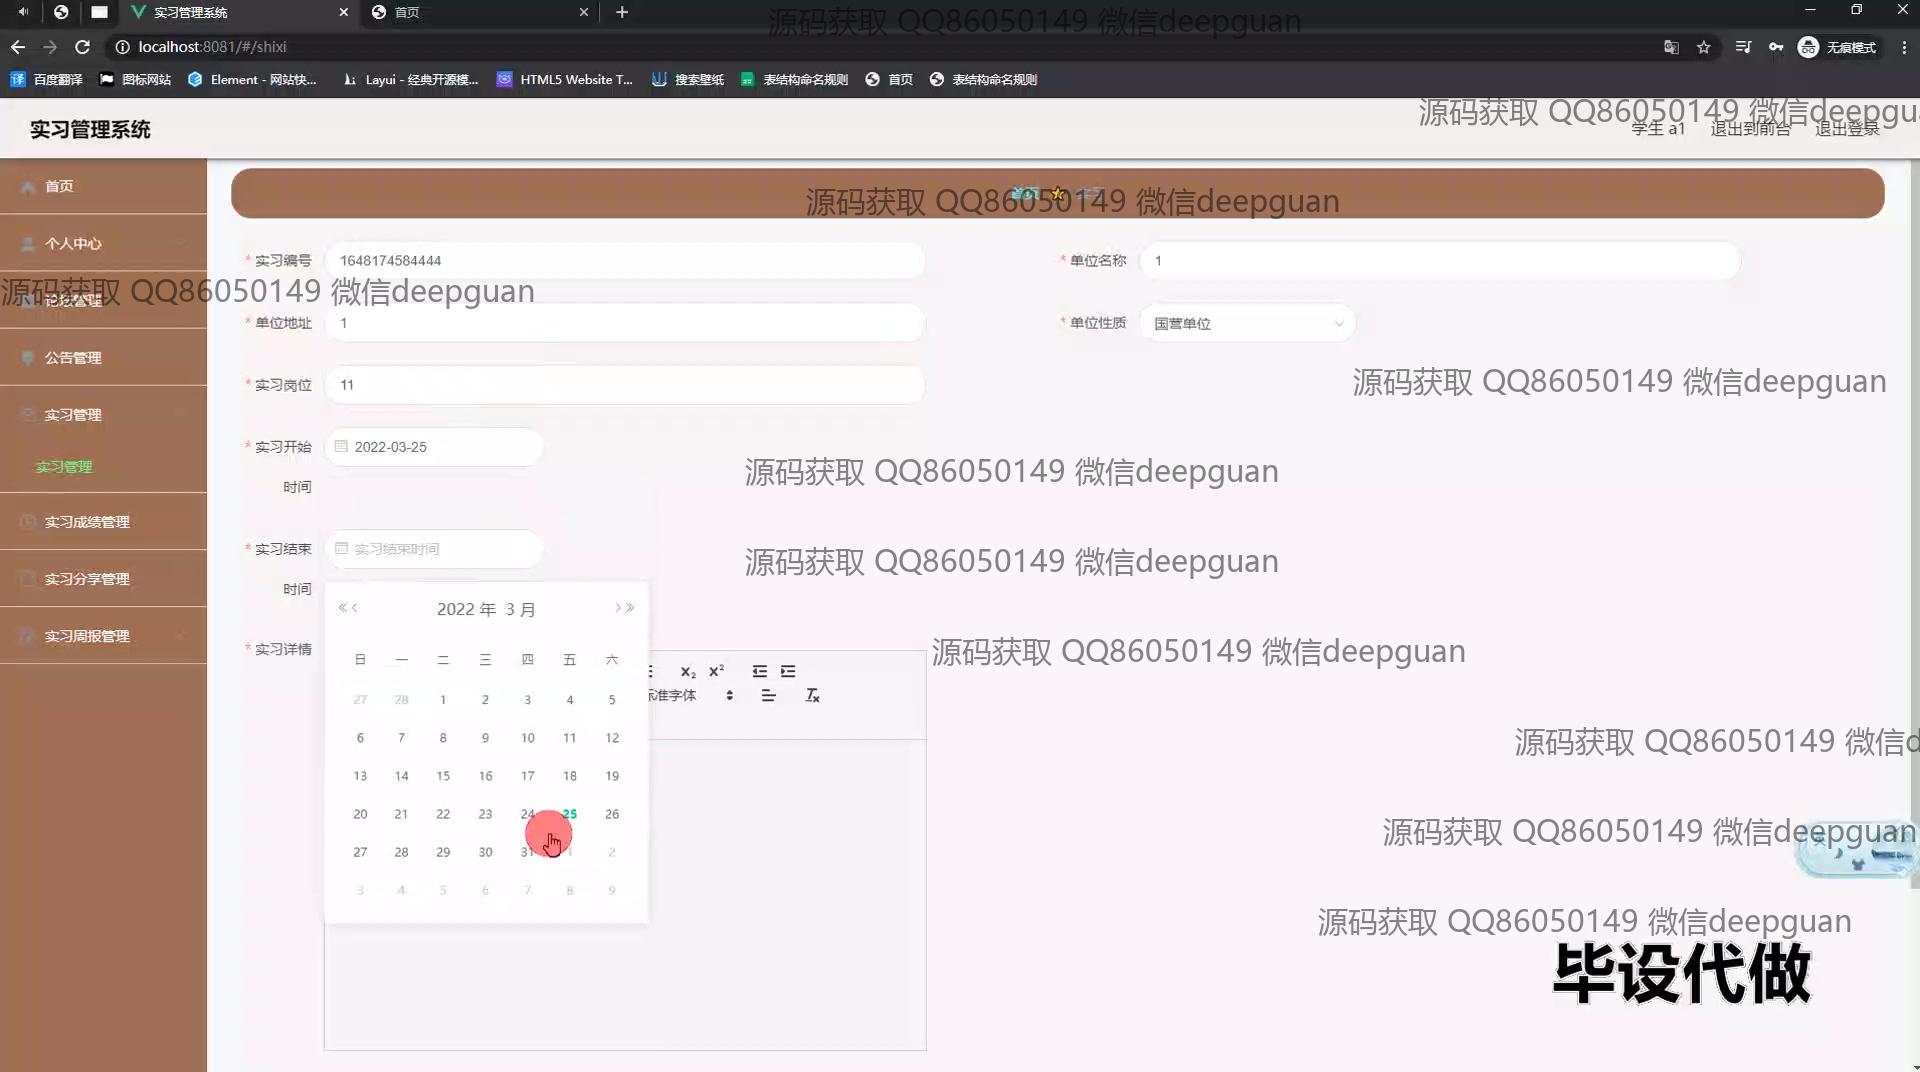 实习管理系统
首页
localhost:8081/#/shixi
无痕模式
百度翻译
图标网站
Element - 网站快...
Layui - 经典开源模...
HTML5 Website T...
搜索壁纸
表结构命名规则
首页
表结构命名规则
源码获取 QQ86050149 微信deepguan
实习管理系统
学生 a1
退出到前台
退出登录
源码获取 QQ86050149 微信deepgu
首页
个人中心
公告管理
实习管理
实习管理
实习成绩管理
实习分享管理
实习周报管理
首页
源码获取 QQ86050149 微信deepguan
* 实习编号 1648174584444
* 单位名称 1
源码获取 QQ86050149 微信deepguan
* 单位地址 1
* 单位性质 国营单位
* 实习岗位 11
源码获取 QQ86050149 微信deepguan
* 实习开始时间 2022-03-25
源码获取 QQ86050149 微信deepguan
* 实习结束时间 实习结束时间
源码获取 QQ86050149 微信deepguan
2022 年 3 月
日 一 二 三 四 五 六
27 28 1 2 3 4 5
6 7 8 9 10 11 12
13 14 15 16 17 18 19
20 21 22 23 24 25 26
27 28 29 30 31 1 2
3 4 5 6 7 8 9
* 实习详情
x₂ x²
标准字体
源码获取 QQ86050149 微信deepguan
源码获取 QQ86050149 微信d
源码获取 QQ86050149 微信deepguan
源码获取 QQ86050149 微信deepguan
毕设代做